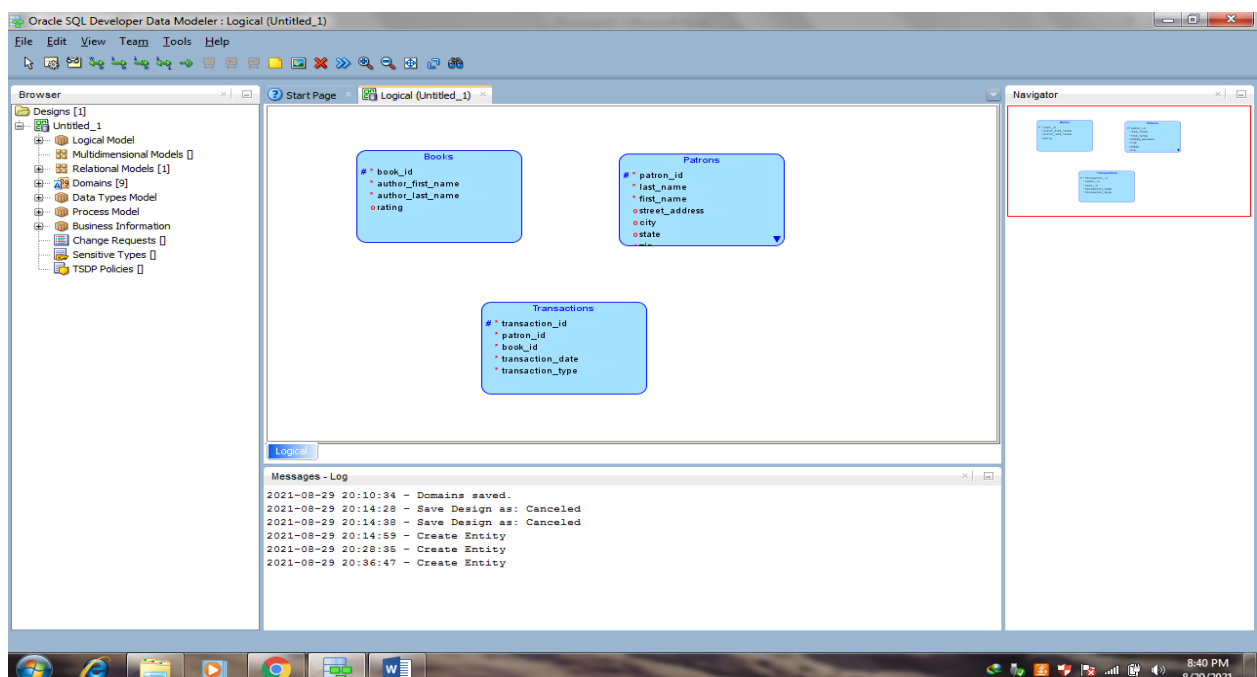 Oracle SQL Developer Data Modeler : Logical (Untitled_1)
File Edit View Team Tools Help
Browser
Designs [1]
Untitled_1
Logical Model
Multidimensional Models []
Relational Models [1]
Domains [9]
Data Types Model
Process Model
Business Information
Change Requests []
Sensitive Types []
TSDP Policies []
Start Page
Logical (Untitled_1)
Books
# * book_id
* author_first_name
* author_last_name
o rating
Patrons
# * patron_id
* last_name
* first_name
o street_address
o city
o state
Transactions
# * transaction_id
* patron_id
* book_id
* transaction_date
* transaction_type
Logical
Messages - Log
2021-08-29 20:10:34 - Domains saved.
2021-08-29 20:14:28 - Save Design as: Canceled
2021-08-29 20:14:38 - Save Design as: Canceled
2021-08-29 20:14:59 - Create Entity
2021-08-29 20:28:35 - Create Entity
2021-08-29 20:36:47 - Create Entity
Navigator
8:40 PM
8/29/2021